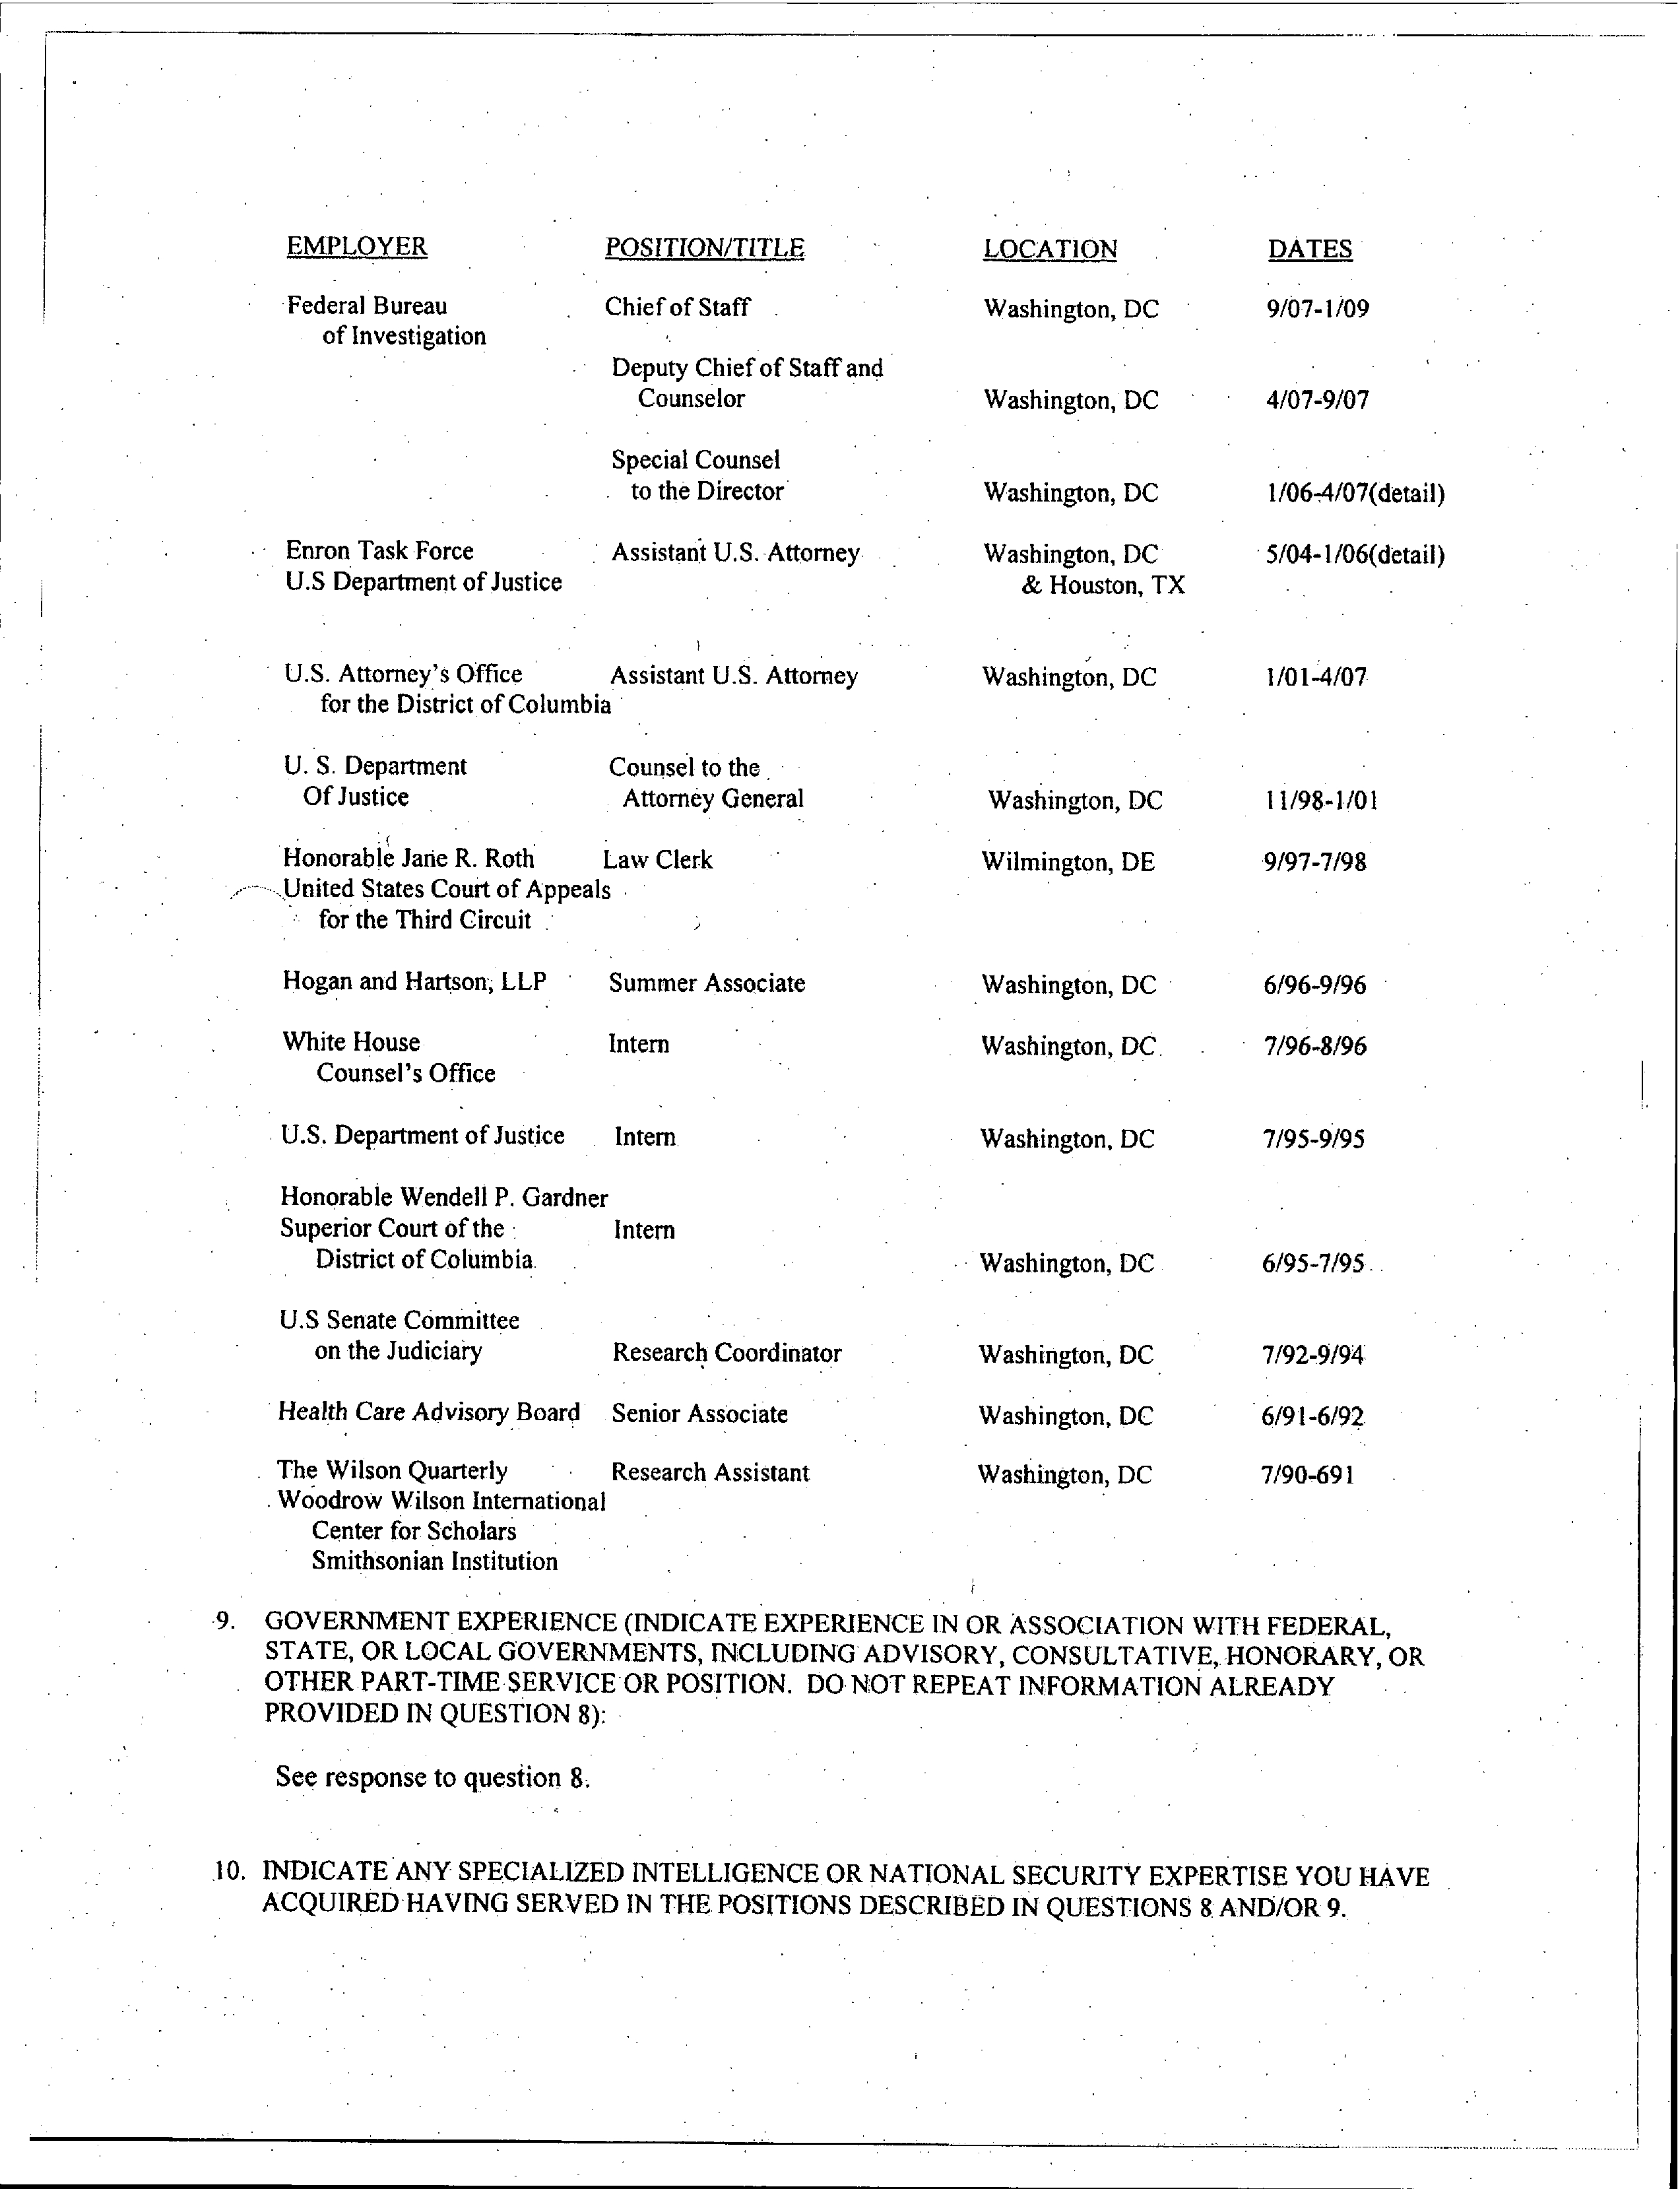 EMPLOYER POSITION/TITLE LOCATION DATES
Federal Bureau Chief of Staff Washington, DC 9/07-1/09
of Investigation
Deputy Chief of Staff and
Counselor Washington, DC 4/07-9/07
Special Counsel
to the Director Washington, DC 1/06-4/07(detail)
Enron Task Force Assistant U.S. Attorney Washington, DC 5/04-1/06(detail)
U.S Department of Justice & Houston, TX
U.S. Attorney's Office Assistant U.S. Attorney Washington, DC 1/01-4/07
for the District of Columbia
U. S. Department Counsel to the
Of Justice Attorney General Washington, DC 11/98-1/01
Honorable Jane R. Roth Law Clerk Wilmington, DE 9/97-7/98
United States Court of Appeals
for the Third Circuit
Hogan and Hartson, LLP Summer Associate Washington, DC 6/96-9/96
White House Intern Washington, DC 7/96-8/96
Counsel's Office
U.S. Department of Justice Intern Washington, DC 7/95-9/95
Honorable Wendell P. Gardner
Superior Court of the Intern
District of Columbia Washington, DC 6/95-7/95
U.S Senate Committee
on the Judiciary Research Coordinator Washington, DC 7/92-9/94
Health Care Advisory Board Senior Associate Washington, DC 6/91-6/92
The Wilson Quarterly Research Assistant Washington, DC 7/90-691
Woodrow Wilson International
Center for Scholars
Smithsonian Institution
9. GOVERNMENT EXPERIENCE (INDICATE EXPERIENCE IN OR ASSOCIATION WITH FEDERAL,
STATE, OR LOCAL GOVERNMENTS, INCLUDING ADVISORY, CONSULTATIVE, HONORARY, OR
OTHER PART-TIME SERVICE OR POSITION. DO NOT REPEAT INFORMATION ALREADY
PROVIDED IN QUESTION 8):
See response to question 8.
10. INDICATE ANY SPECIALIZED INTELLIGENCE OR NATIONAL SECURITY EXPERTISE YOU HAVE
ACQUIRED HAVING SERVED IN THE POSITIONS DESCRIBED IN QUESTIONS 8 AND/OR 9.